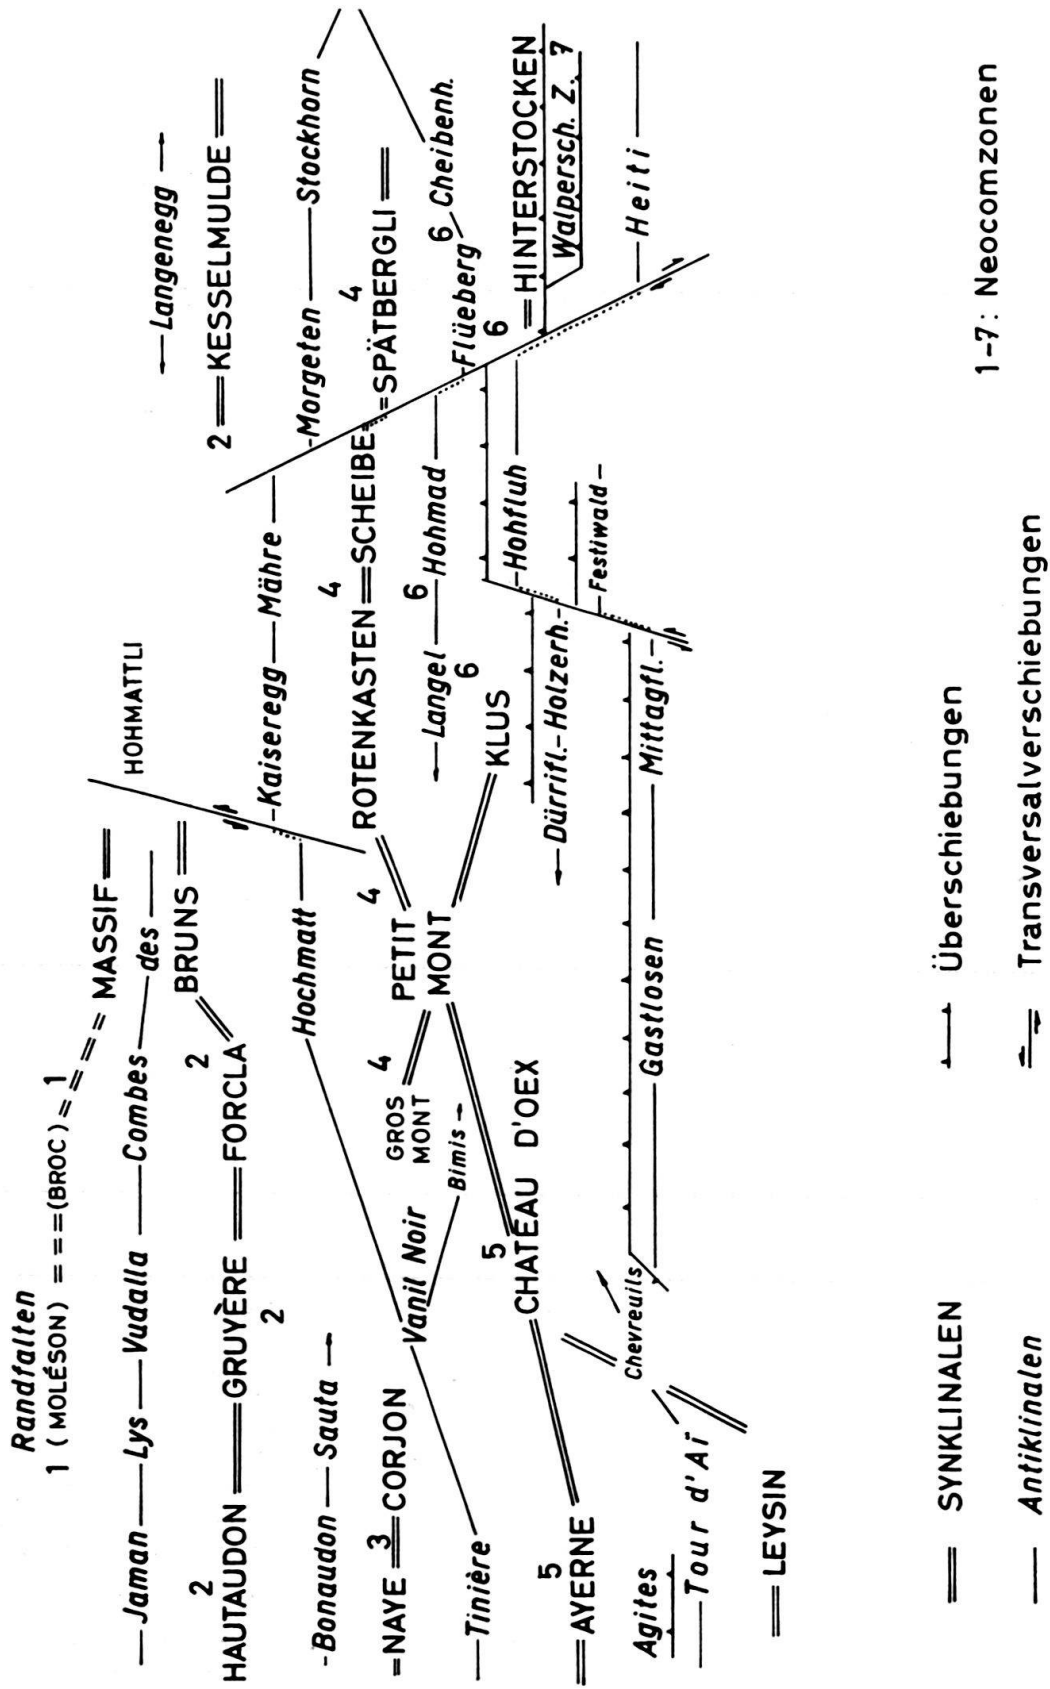 Randfalten
1 (MOLÉSON) = = = (BROC) = 1 = = = MASSIF
HOHMATTLI
Langenegg
Jaman — Lys — Vudalla — Combes — des
BRUNS
2 KESSELMULDE
2 2 2
HAUTAUDON GRUYÈRE FORCLA
Kaiseregg — Mähre
Morgeten — Stockhorn
Bonaudon — Sauta
Hochmatt
4 4
ROTENKASTEN SCHEIBE SPÄTBERGLI
3
NAYE CORJON
Vanil Noir
4 4
GROS
MONT
PETIT
MONT
Bimis
6 6
Langel — Hohmad
Flüeberg
6 Cheibenh.
Tinière
6
KLUS
6
HINTERSTOCKEN
5 5
AYERNE CHATEAU D'OEX
Hohfluh
Walpersch. Z. 7
Dürrifl.-Holzerh.
Festiwald
Heiti
Agites
Chevreuils
Gastlosen — Mittagfl.
Tour d'Aï
LEYSIN
SYNKLINALEN
Überschiebungen
1-7: Neocomzonen
Antiklinalen
Transversalverschiebungen